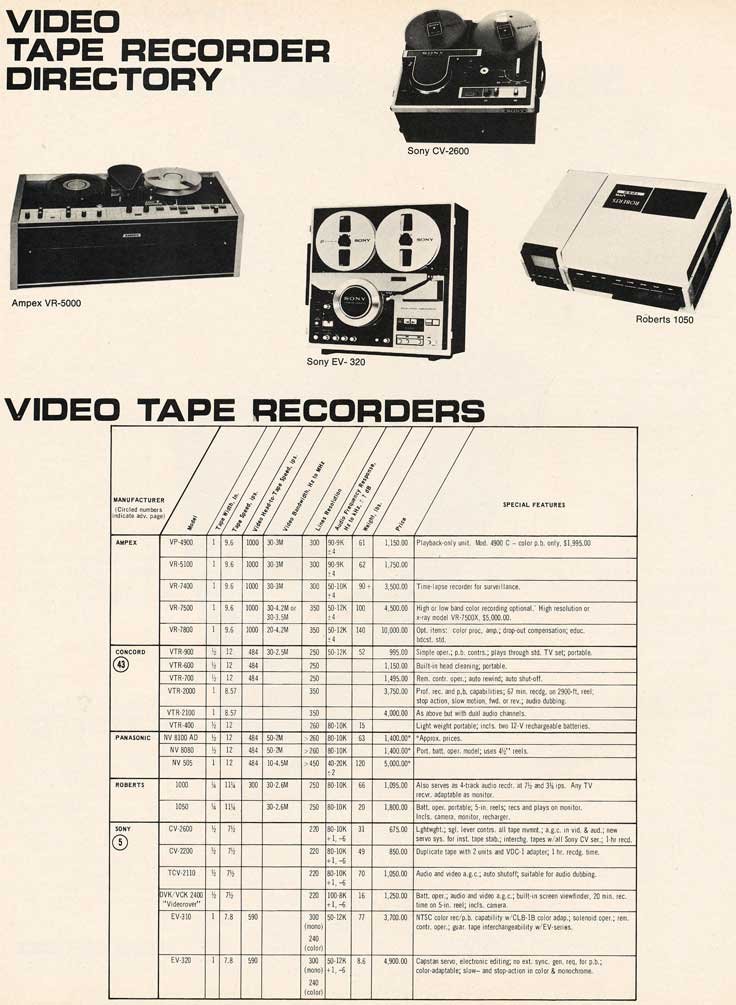 VIDEO
TAPE RECORDER
DIRECTORY
SONY
Sony CV-2600
AMPEX
Ampex VR-5000
SONY SONY
SONY
Sony EV- 320
ROBERTS
Roberts 1050
VIDEO TAPE RECORDERS
MANUFACTURER
(Circled numbers
indicate adv. page)
Model
Tape Width, In.
Tape Speed, ips.
Video Head-to-Tape Speed, ips.
Video Bandwidth, Hz to MHz
Lines Resolution
Audio Frequency Response,
Hz to kHz, ± ? dB
Weight, lbs.
Price
SPECIAL FEATURES
AMPEX VP-4900 1 9.6 1000 30-3M 300 90-9K 61 1,150.00 Playback-only unit. Mod. 4900 C – color p.b. only, $1,995.00
±4
VR-5100 1 9.6 1000 30-3M 300 90-9K 62 1,750.00
±4
VR-7400 1 9.6 1000 30-3M 300 50-10K 90 + 3,500.00 Time-lapse recorder for surveillance.
±4
VR-7500 1 9.6 1000 30-4.2M or 350 50-12K 100 4,500.00 High or low band color recording optional. High resolution or
30-3.5M ±4 x-ray model VR-7500X, $5,000.00.
VR-7800 1 9.6 1000 20-4.2M 350 50-12K 140 10,000.00 Opt. items: color proc. amp.; drop-out compensation; educ.
±4 bdcst. std.
CONCORD VTR-900 ½ 12 484 30-2.5M 250 50-12K 52 995.00 Simple oper.; p.b. contrs.; plays through std. TV set; portable.
43 VTR-600 ½ 12 484 250 1,150.00 Built-in head cleaning; portable.
VTR-700 ½ 12 484 250 1,495.00 Rem. contr. oper.; auto rewind; auto shut-off.
VTR-2000 1 8.57 350 3,750.00 Prof. rec. and p.b. capabilities; 67 min. recdg. on 2900-ft. reel;
stop action, slow motion, fwd. or rev.; audio dubbing.
VTR-2100 1 8.57 350 4,000.00 As above but with dual audio channels.
VTR-400 ½ 12 260 80-10K 15 Light weight portable; incls. two 12-V rechargeable batteries.
PANASONIC NV 8100 AD ½ 12 484 50-2M >260 80-10K 63 1,400.00* *Approx. prices.
NV 8080 ½ 12 484 50-2M >260 80-10K 1,400.00* Port. batt. oper. model; uses 4½" reels.
NV 505 1 12 484 10-4.5M >450 40-20K 120 5,000.00*
±2
ROBERTS 1000 ¼ 11¼ 300 30-2.6M 250 80-10K 66 1,095.00 Also serves as 4-track audio recdr. at 7½ and 3¾ ips. Any TV
recvr. adaptable as monitor.
1050 ¼ 11¼ 30-2.6M 250 80-10K 20 1,800.00 Batt. oper. portable; 5-in. reels; recs and plays on monitor.
Incls. camera, monitor, recharger.
SONY CV-2600 ½ 7½ 220 80-10K 31 675.00 Lghtwght.; sgl. lever contrs. all tape mvmnt.; a.g.c. in vid. & aud.; new
5 +1, -6 servo sys. for inst. tape stab.; interchg. tapes w/all Sony CV ser.; 1-hr recd.
CV-2200 ½ 7½ 220 80-10K 49 850.00 Duplicate tape with 2 units and VDC-1 adapter; 1 hr. recdg. time.
+1, -6
TCV-2110 ½ 7½ 220 80-10K 70 1,050.00 Audio and video a.g.c.; auto shutoff; suitable for audio dubbing.
+1, -6
DVK/VCK 2400 ½ 7½ 220 100-8K 16 1,250.00 Batt. oper.; audio and video a.g.c.; built-in screen viewfinder, 20 min. rec.
"Videorover" +1, -6 time on 5-in. reel; incls. camera.
EV-310 1 7.8 590 300 50-12K 77 3,700.00 NTSC color rec/p.b. capability w/CLB-1B color adap.; solenoid oper.; rem.
(mono) contr. oper.; guar. tape interchangeability w/EV-series.
240
(color)
EV-320 1 7.8 590 300 50-12K 8.6 4,900.00 Capstan servo, electronic editing; no ext. sync. gen. req. for p.b.;
(mono) +1, -6 color-adaptable; slow– and stop-action in color & monochrome.
240
(color)